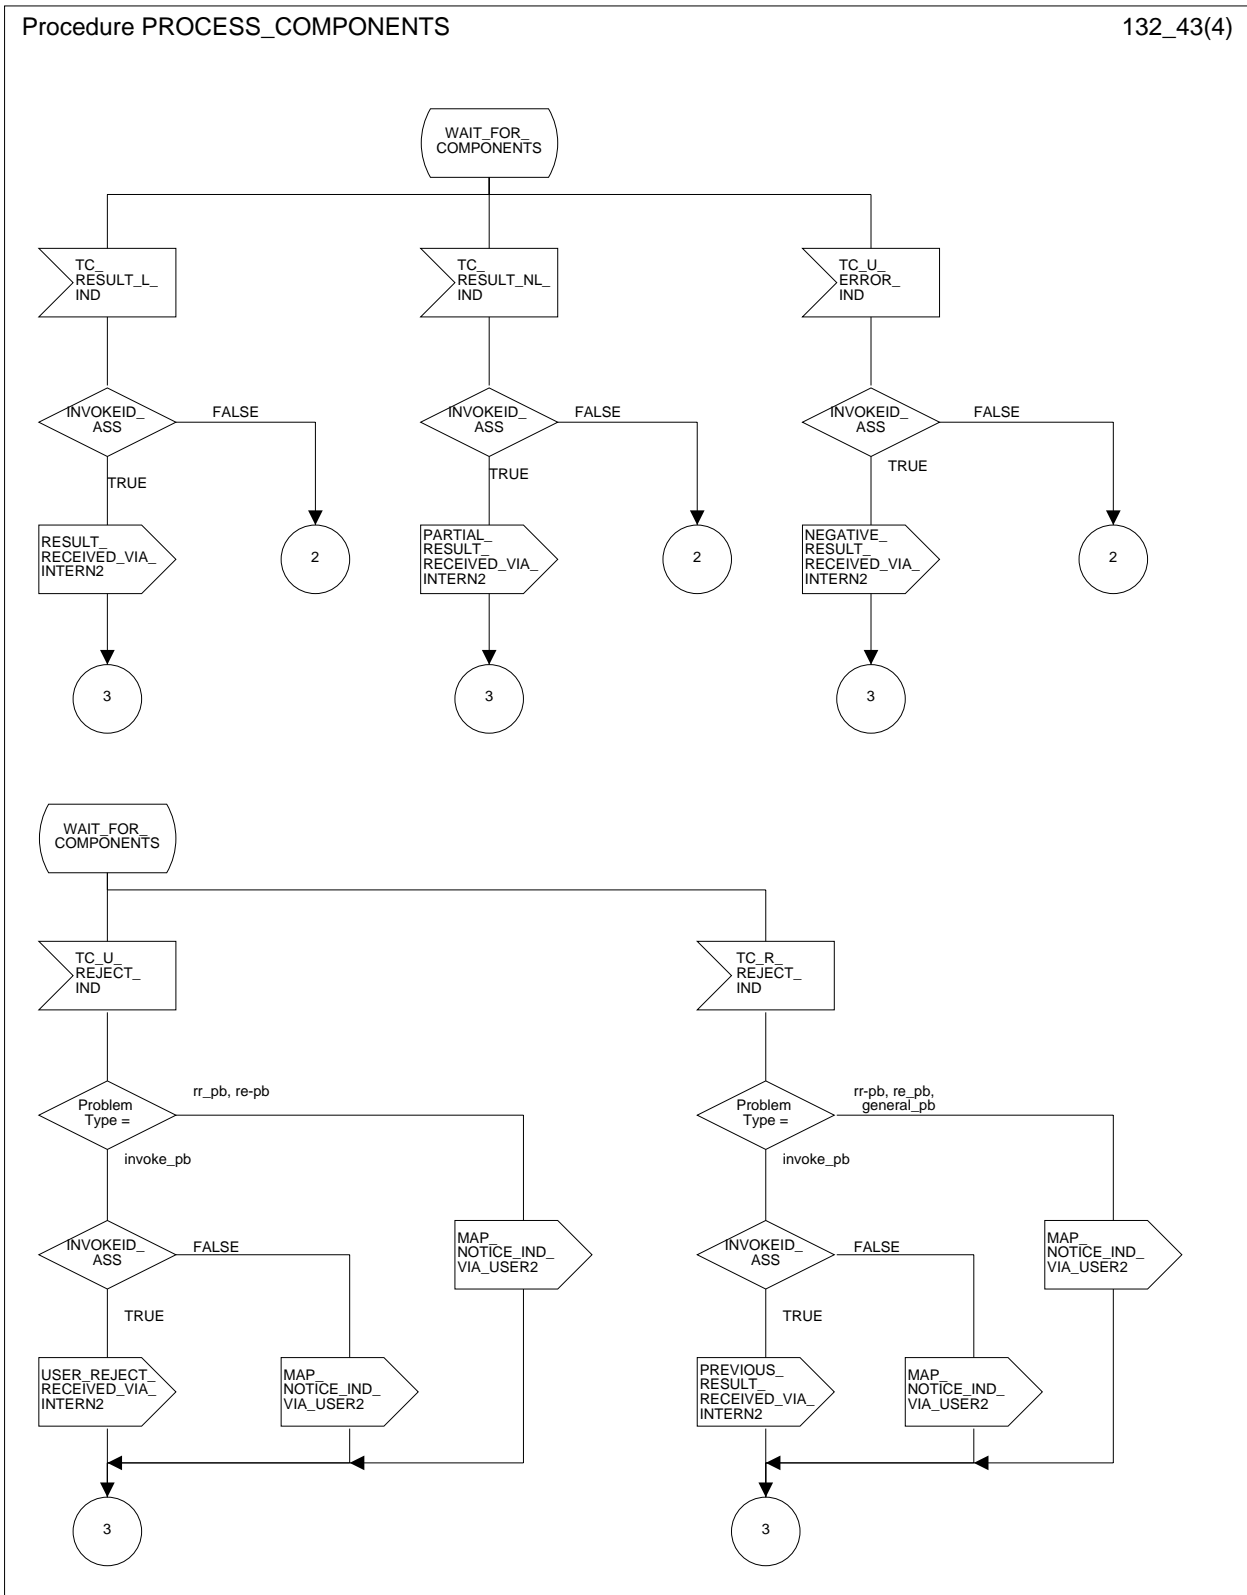 Procedure PROCESS_COMPONENTS 132_43(4)
WAIT_FOR_
COMPONENTS
TC_
RESULT_L_
IND
TC_
RESULT_NL_
IND
TC_U_
ERROR_
IND
INVOKEID_
ASS
FALSE
TRUE
INVOKEID_
ASS
FALSE
TRUE
INVOKEID_
ASS
FALSE
TRUE
RESULT_
RECEIVED_VIA_
INTERN2
2
PARTIAL_
RESULT_
RECEIVED_VIA_
INTERN2
2
NEGATIVE_
RESULT_
RECEIVED_VIA_
INTERN2
2
3
3
3
WAIT_FOR_
COMPONENTS
TC_U_
REJECT_
IND
TC_R_
REJECT_
IND
Problem
Type =
rr_pb, re-pb
invoke_pb
Problem
Type =
rr-pb, re_pb,
general_pb
invoke_pb
INVOKEID_
ASS
FALSE
TRUE
MAP_
NOTICE_IND_
VIA_USER2
INVOKEID_
ASS
FALSE
TRUE
MAP_
NOTICE_IND_
VIA_USER2
USER_REJECT_
RECEIVED_VIA_
INTERN2
MAP_
NOTICE_IND_
VIA_USER2
PREVIOUS_
RESULT_
RECEIVED_VIA_
INTERN2
MAP_
NOTICE_IND_
VIA_USER2
3
3